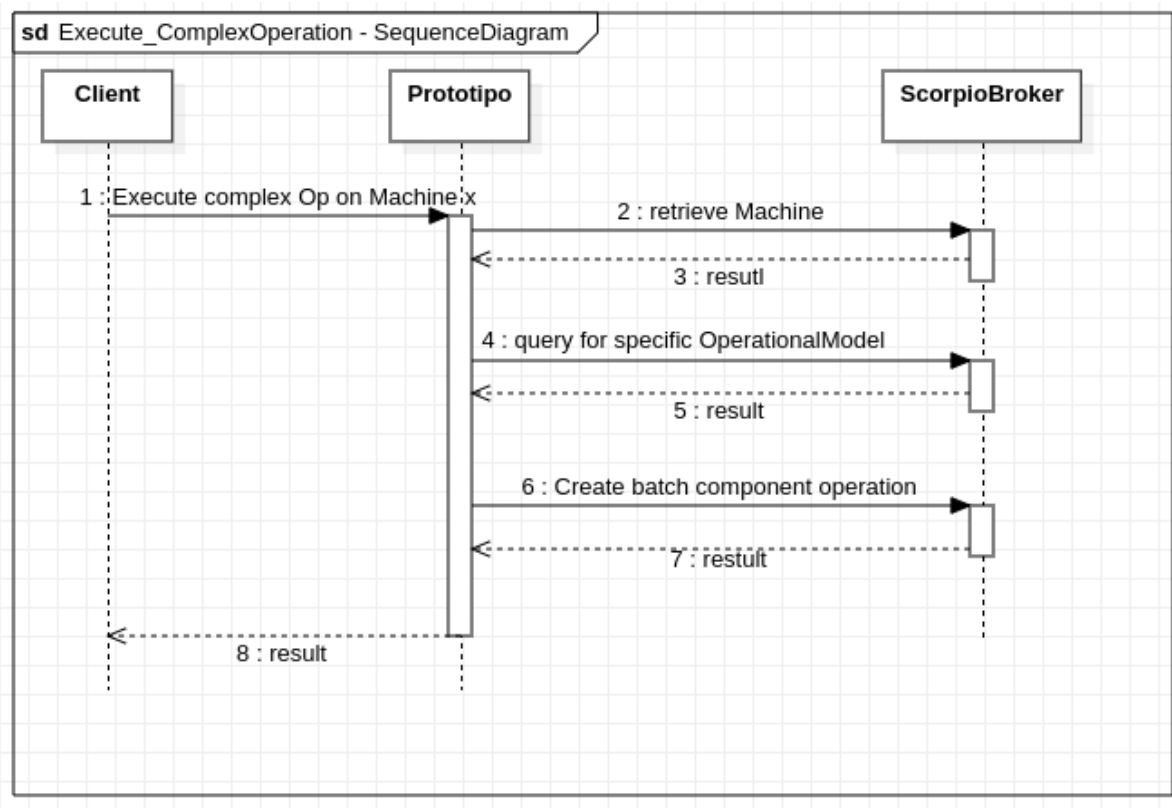 sd Execute_ComplexOperation - SequenceDiagram
Client
Prototipo
ScorpioBroker
1 : Execute complex Op on Machine x
2 : retrieve Machine
3 : resutl
4 : query for specific OperationalModel
5 : result
6 : Create batch component operation
7 : restult
8 : result